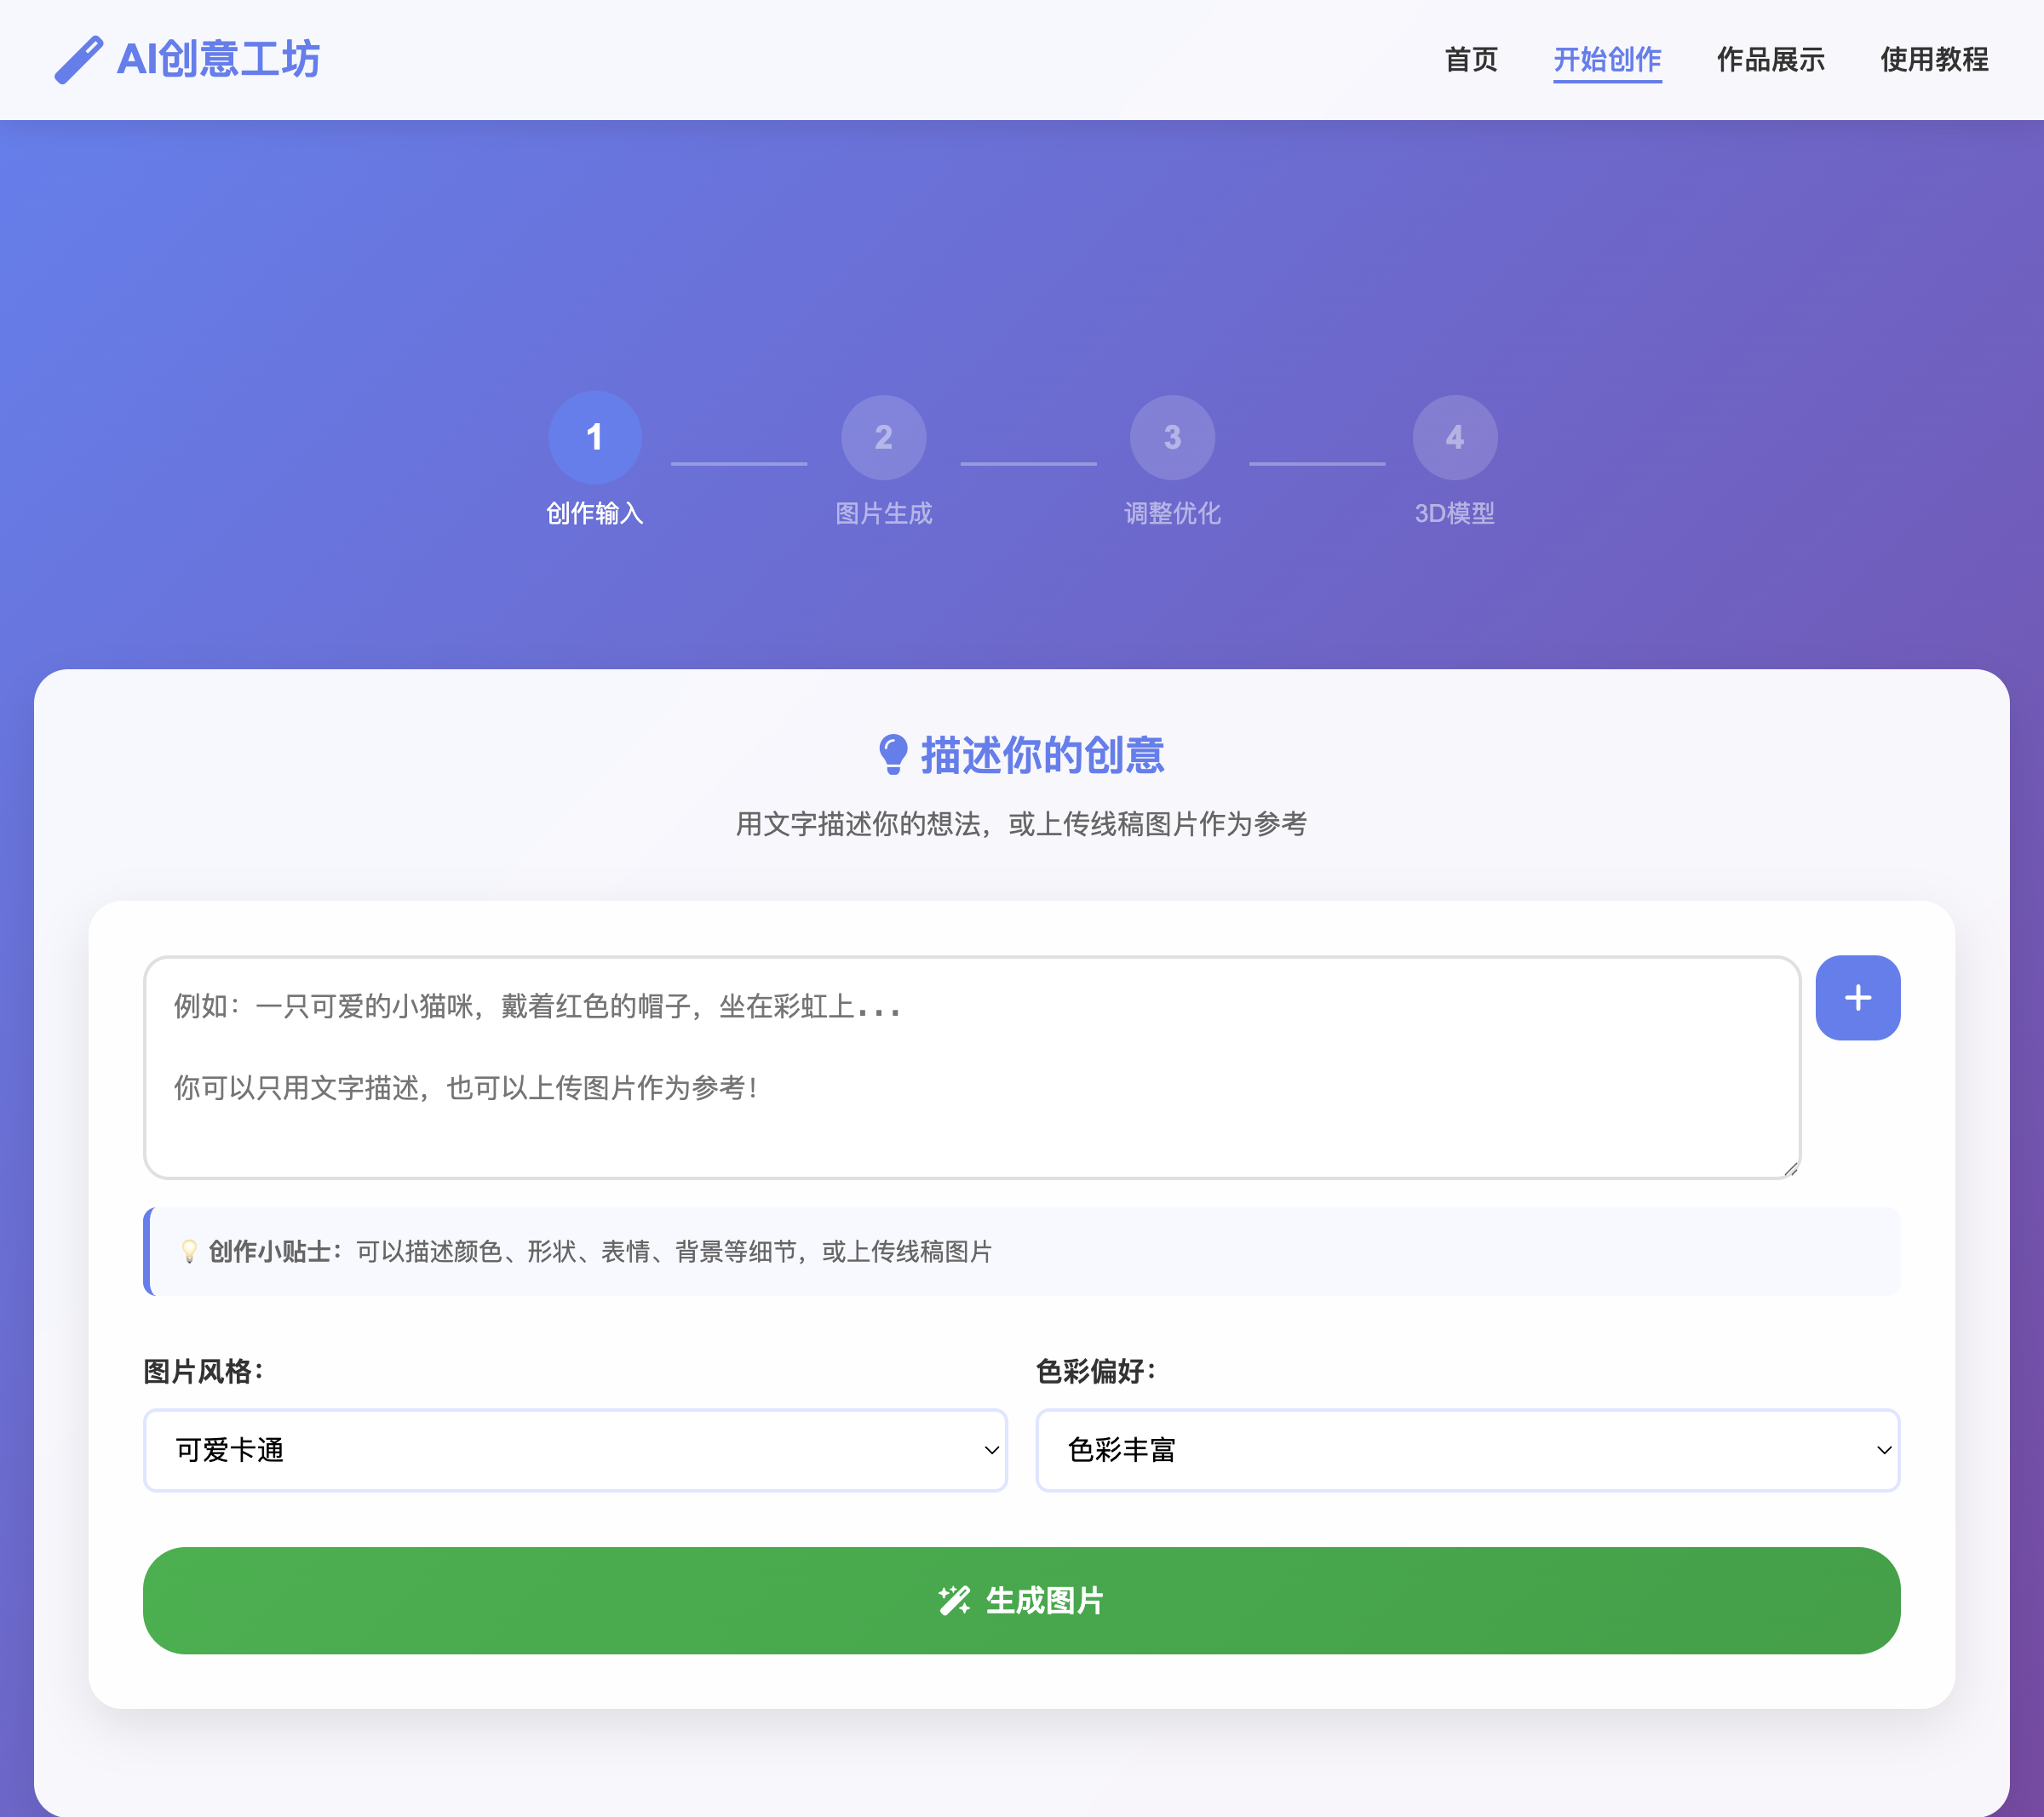 AI创意工坊
首页 开始创作 作品展示 使用教程
1 2 3 4
创作输入 图片生成 调整优化 3D模型
描述你的创意
用文字描述你的想法，或上传线稿图片作为参考
例如：一只可爱的小猫咪，戴着红色的帽子，坐在彩虹上...
你可以只用文字描述，也可以上传图片作为参考！
创作小贴士：可以描述颜色、形状、表情、背景等细节，或上传线稿图片
图片风格： 色彩偏好：
可爱卡通 色彩丰富
生成图片